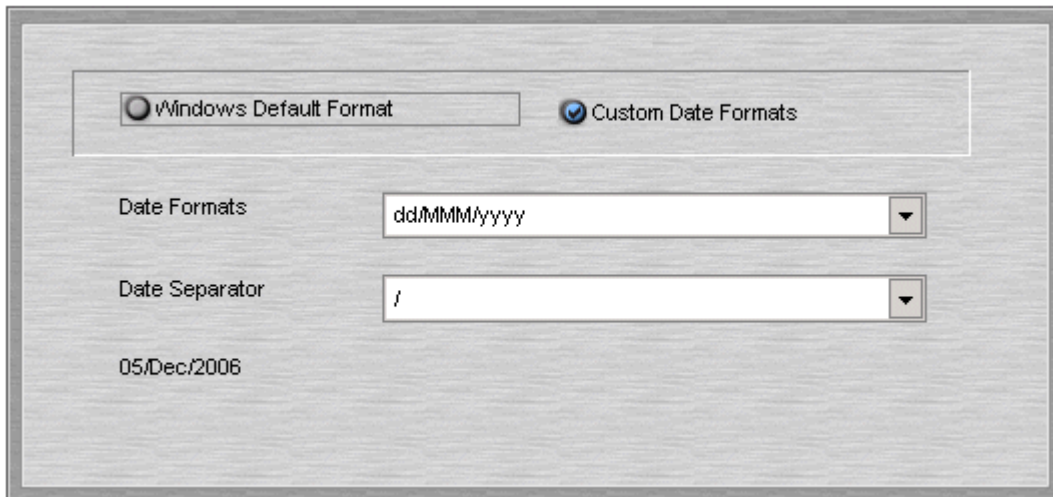 Windows Default Format
Custom Date Formats
Date Formats
dd/MMM/yyyy
Date Separator
/
05/Dec/2006